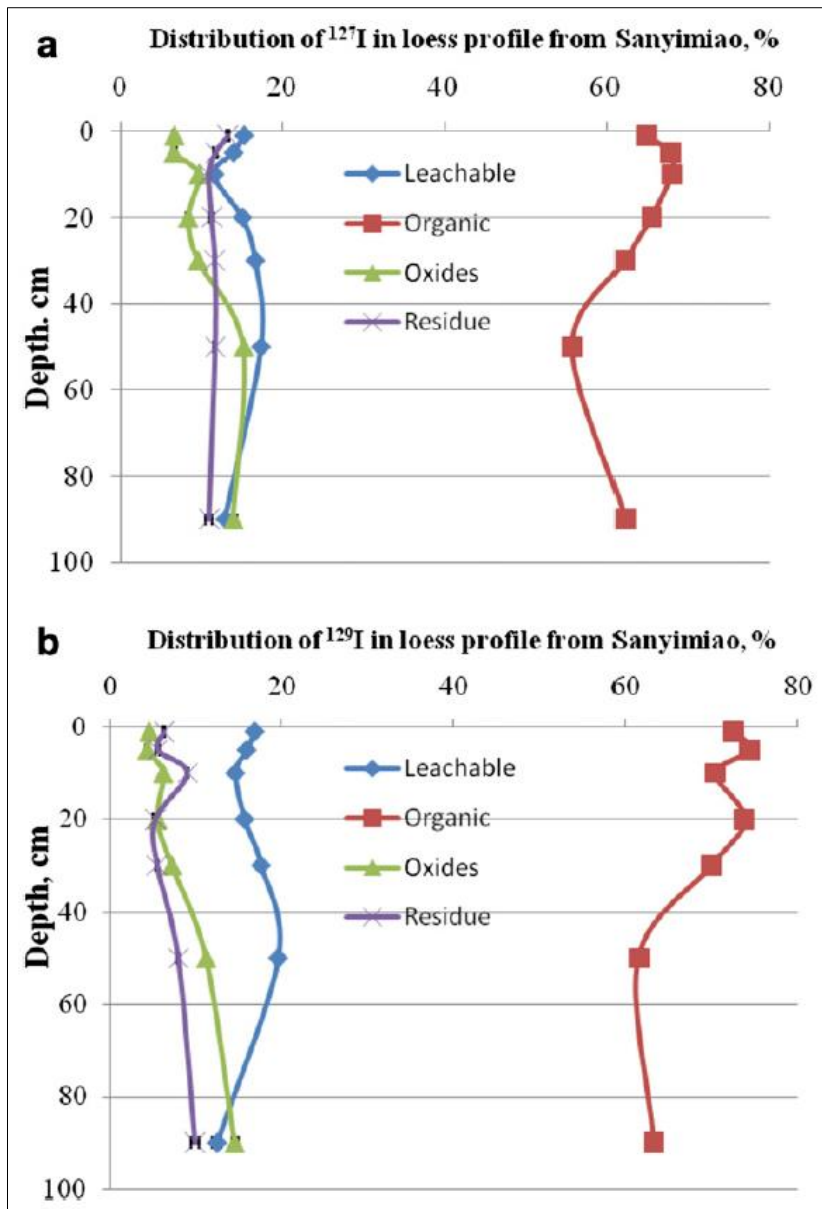 a
Distribution of ¹²⁷I in loess profile from Sanyimiao, %
0 20 40 60 80
0
20
40
60
80
100
Depth. cm
Leachable
Organic
Oxides
Residue
b
Distribution of ¹²⁹I in loess profile from Sanyimiao, %
0 20 40 60 80
0
20
40
60
80
100
Depth, cm
Leachable
Organic
Oxides
Residue